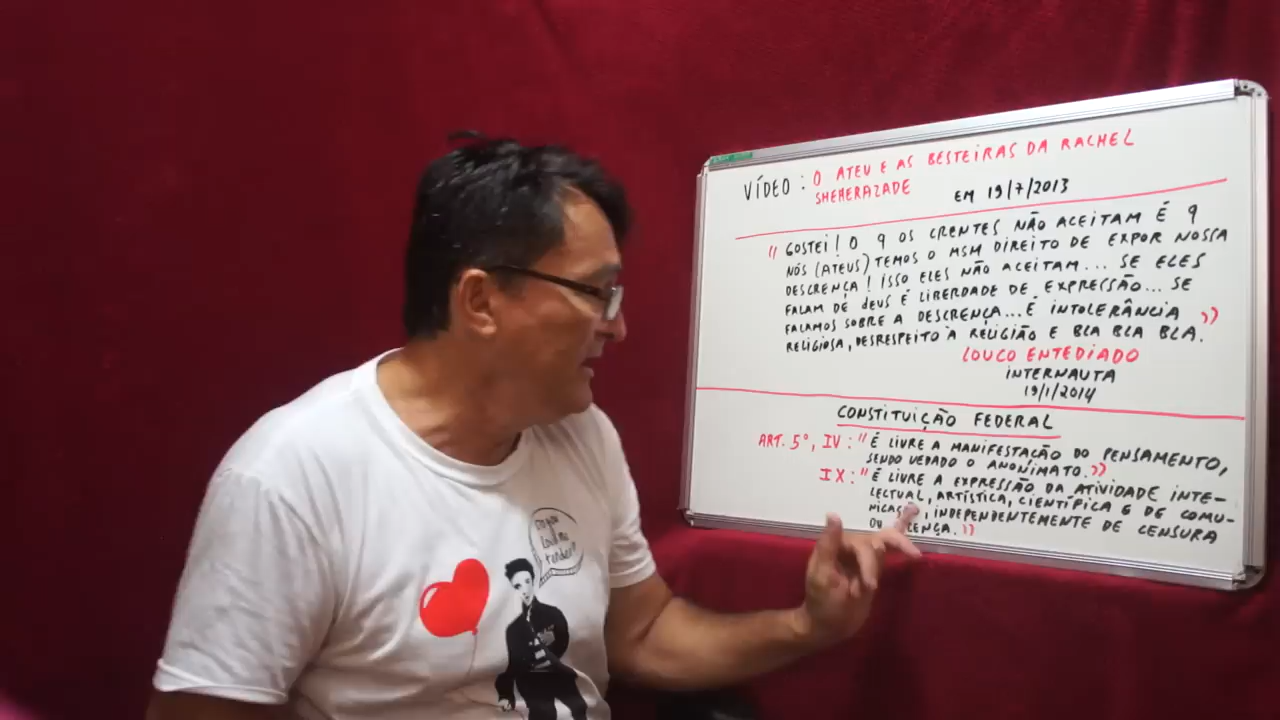 VÍDEO: O ATEU E AS BESTEIRAS DA RACHEL
SHEHERAZADE EM 19/7/2013
"GOSTEI! O Q OS CRENTES NÃO ACEITAM É Q
NÓS (ATEUS) TEMOS O MSM DIREITO DE EXPOR NOSSA
DESCRENÇA! ISSO ELES NÃO ACEITAM... SE ELES
FALAM DE DEUS É LIBERDADE DE EXPRESSÃO... SE
FALAMOS SOBRE A DESCRENÇA... É INTOLERÂNCIA
RELIGIOSA, DESRESPEITO À RELIGIÃO E BLA BLA BLA."
LOUCO ENTEDIADO
INTERNAUTA
19/1/2014
CONSTITUIÇÃO FEDERAL
ART. 5º, IV: "É LIVRE A MANIFESTAÇÃO DO PENSAMENTO,
SENDO VEDADO O ANONIMATO."
IX: "É LIVRE A EXPRESSÃO DA ATIVIDADE INTE-
LECTUAL, ARTÍSTICA, CIENTÍFICA E DE COMU-
, INDEPENDENTEMENTE DE CENSURA
OU
Love me
tender?